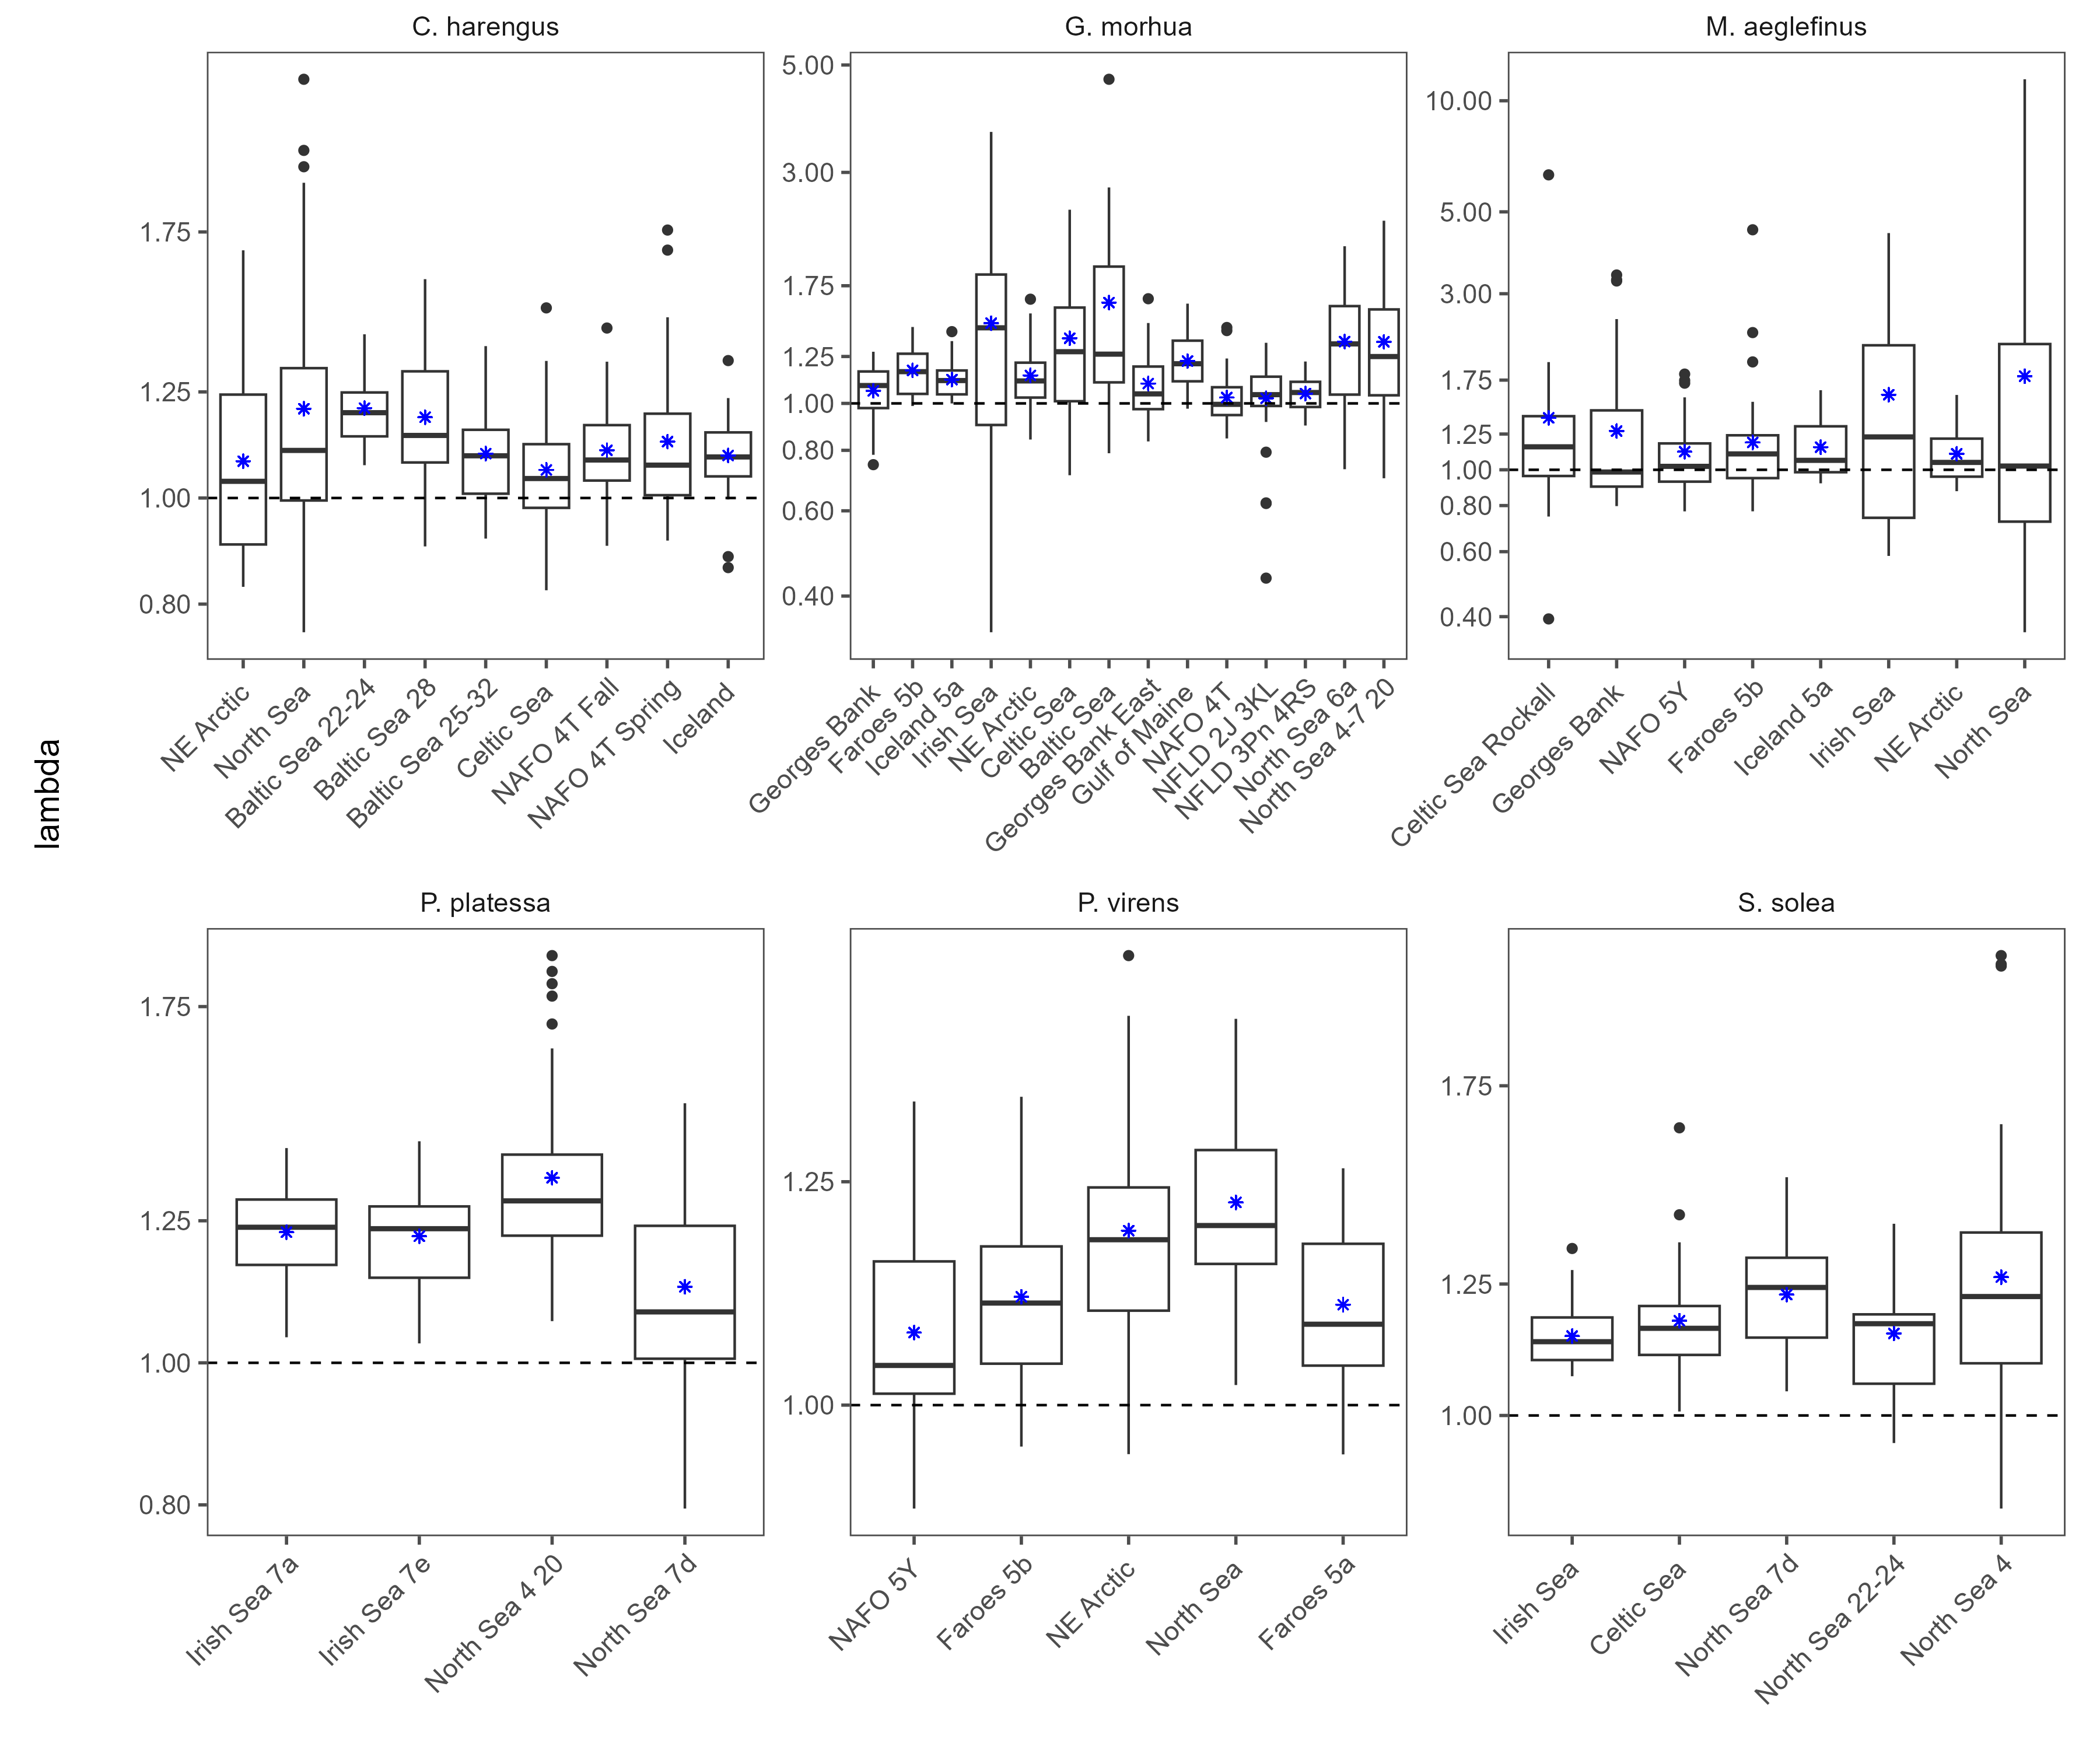 C. harengus
G. morhua
M. aeglefinus
1.75
1.25
1.00
0.80
5.00
3.00
1.75
1.25
1.00
0.80
0.60
0.40
10.00
5.00
3.00
1.75
1.25
1.00
0.80
0.60
0.40
NE Arctic
North Sea
Baltic Sea 22-24
Baltic Sea 28
Baltic Sea 25-32
Celtic Sea
NAFO 4T Fall
NAFO 4T Spring
Iceland
Georges Bank
Faroes 5b
Iceland 5a
Irish Sea
NE Arctic
Celtic Sea
Baltic Sea
Georges Bank East
Gulf of Maine
NAFO 4T
NFLD 2J 3KL
NFLD 3Pn 4RS
North Sea 6a
North Sea 4-7 20
Celtic Sea Rockall
Georges Bank
NAFO 5Y
Faroes 5b
Iceland 5a
Irish Sea
NE Arctic
North Sea
lambda
P. platessa
P. virens
S. solea
1.75
1.25
1.00
0.80
1.25
1.00
1.75
1.25
1.00
Irish Sea 7a
Irish Sea 7e
North Sea 4 20
North Sea 7d
NAFO 5Y
Faroes 5b
NE Arctic
North Sea
Faroes 5a
Irish Sea
Celtic Sea
North Sea 7d
North Sea 22-24
North Sea 4